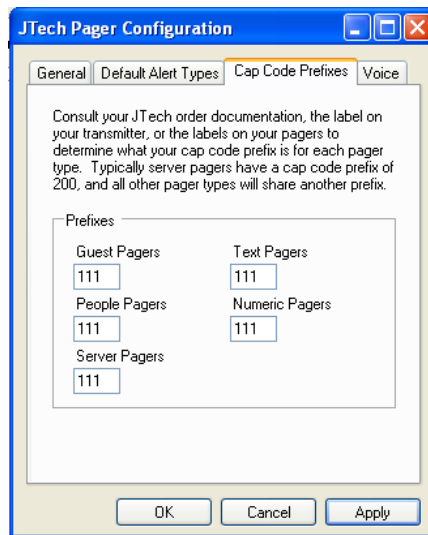 JTech Pager Configuration
General Default Alert Types Cap Code Prefixes Voice
Consult your JTech order documentation, the label on
your transmitter, or the labels on your pagers to
determine what your cap code prefix is for each pager
type. Typically server pagers have a cap code prefix of
200, and all other pager types will share another prefix.
Prefixes
Guest Pagers Text Pagers
111 111
People Pagers Numeric Pagers
111 111
Server Pagers
111
OK Cancel Apply